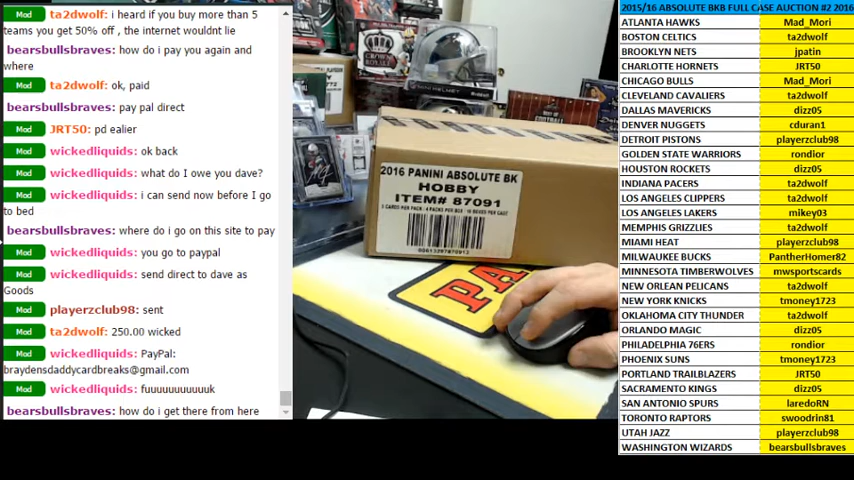 Mod ta2dwolf: i heard if you buy more than 5
teams you get 50% off , the internet wouldnt lie
bearsbullsbraves: how do i pay you again and
where
Mod ta2dwolf: ok, paid
bearsbullsbraves: pay pal direct
Mod JRT50: pd ealier
Mod wickedliquids: ok back
Mod wickedliquids: what do I owe you dave?
Mod wickedliquids: i can send now before I go
to bed
bearsbullsbraves: where do i go on this site to pay
Mod wickedliquids: you go to paypal
Mod wickedliquids: send direct to dave as
Goods
Mod playerzclub98: sent
Mod ta2dwolf: 250.00 wicked
Mod wickedliquids: PayPal:
braydensdaddycardbreaks@gmail.com
Mod wickedliquids: fuuuuuuuuuuk
bearsbullsbraves: how do i get there from here
CROWN
ROYALE
2016 PANINI ABSOLUTE BK
HOBBY
ITEM# 87091
PA
2015/16 ABSOLUTE BKB FULL CASE AUCTION #2 2016
ATLANTA HAWKS Mad_Mori
BOSTON CELTICS ta2dwolf
BROOKLYN NETS jpatin
CHARLOTTE HORNETS JRT50
CHICAGO BULLS Mad_Mori
CLEVELAND CAVALIERS ta2dwolf
DALLAS MAVERICKS dizz05
DENVER NUGGETS cduran1
DETROIT PISTONS playerzclub98
GOLDEN STATE WARRIORS rondior
HOUSTON ROCKETS dizz05
INDIANA PACERS ta2dwolf
LOS ANGELES CLIPPERS ta2dwolf
LOS ANGELES LAKERS mikey03
MEMPHIS GRIZZLIES ta2dwolf
MIAMI HEAT playerzclub98
MILWAUKEE BUCKS PantherHomer82
MINNESOTA TIMBERWOLVES mwsportscards
NEW ORLEAN PELICANS ta2dwolf
NEW YORK KNICKS tmoney1723
OKLAHOMA CITY THUNDER ta2dwolf
ORLANDO MAGIC dizz05
PHILADELPHIA 76ERS rondior
PHOENIX SUNS tmoney1723
PORTLAND TRAILBLAZERS JRT50
SACRAMENTO KINGS dizz05
SAN ANTONIO SPURS laredoRN
TORONTO RAPTORS swoodrin81
UTAH JAZZ playerzclub98
WASHINGTON WIZARDS bearsbullsbraves